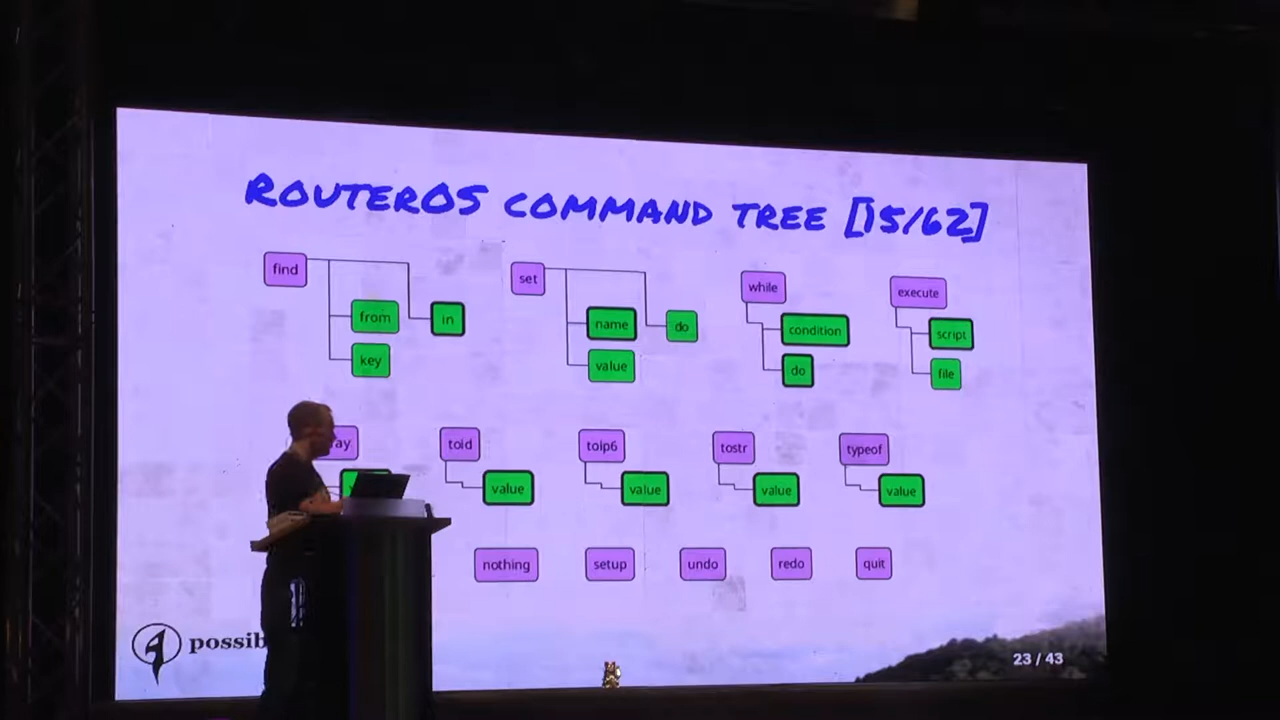 ROUTEROS COMMAND TREE [15/62]
find
set
while
execute
from
in
name
do
condition
script
key
value
do
file
toid
toip6
tostr
typeof
value
value
value
value
nothing
setup
undo
redo
quit
23 / 43